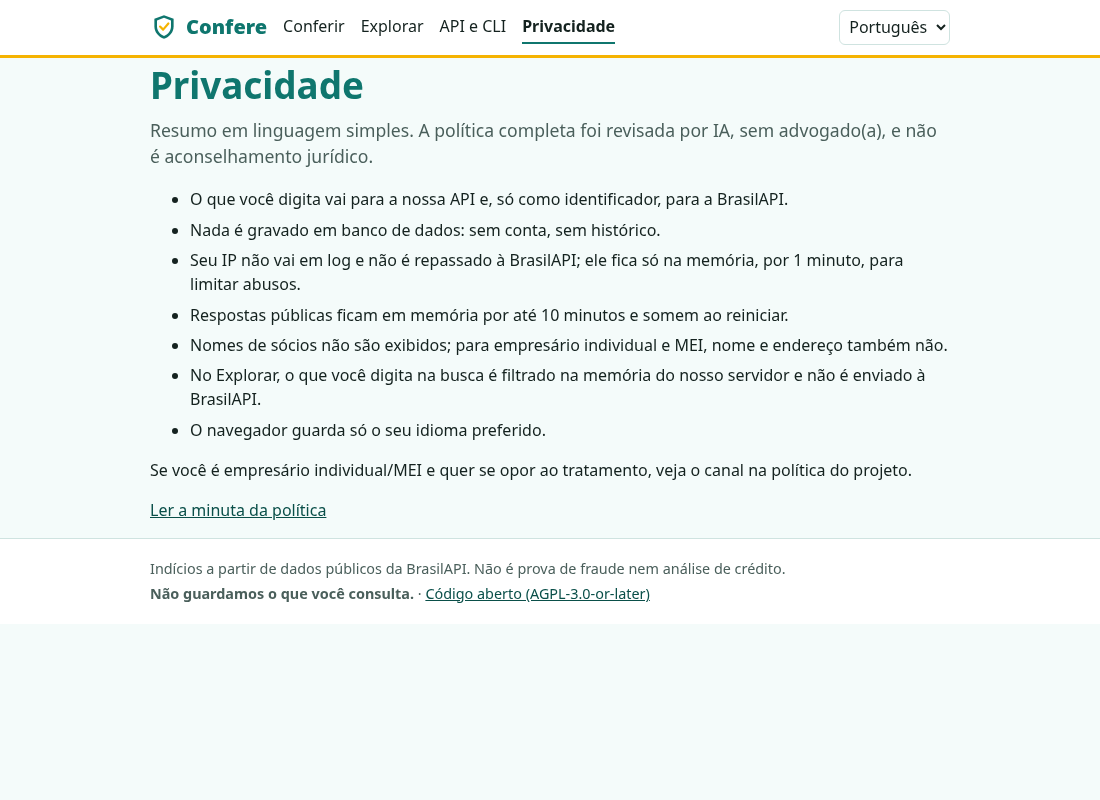 Confere
Conferir
Explorar
API e CLI
Privacidade
Português
Privacidade
Resumo em linguagem simples. A política completa foi revisada por IA, sem advogado(a), e não
é aconselhamento jurídico.
O que você digita vai para a nossa API e, só como identificador, para a BrasilAPI.
Nada é gravado em banco de dados: sem conta, sem histórico.
Seu IP não vai em log e não é repassado à BrasilAPI; ele fica só na memória, por 1 minuto, para
limitar abusos.
Respostas públicas ficam em memória por até 10 minutos e somem ao reiniciar.
Nomes de sócios não são exibidos; para empresário individual e MEI, nome e endereço também não.
No Explorar, o que você digita na busca é filtrado na memória do nosso servidor e não é enviado à
BrasilAPI.
O navegador guarda só o seu idioma preferido.
Se você é empresário individual/MEI e quer se opor ao tratamento, veja o canal na política do projeto.
Ler a minuta da política
Indícios a partir de dados públicos da BrasilAPI. Não é prova de fraude nem análise de crédito.
Não guardamos o que você consulta. · Código aberto (AGPL-3.0-or-later)